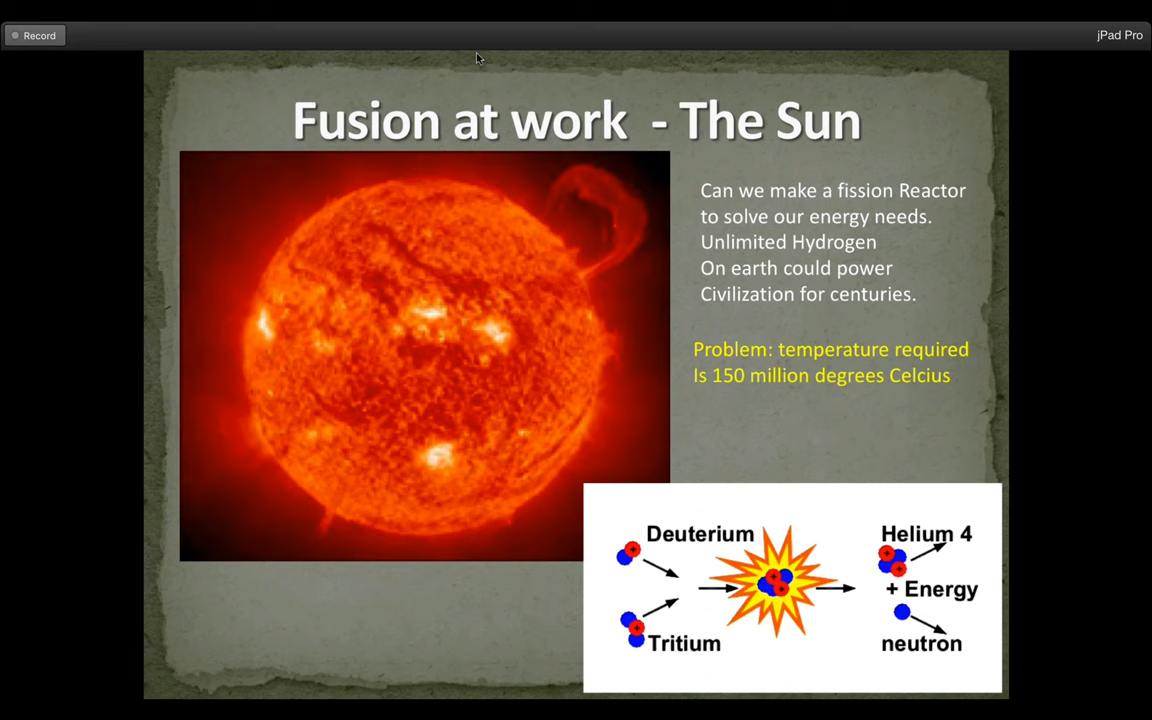 Record
jPad Pro
Fusion at work - The Sun
Can we make a fission Reactor
to solve our energy needs.
Unlimited Hydrogen
On earth could power
Civilization for centuries.
Problem: temperature required
Is 150 million degrees Celcius
Deuterium
Helium 4
+ Energy
Tritium
neutron